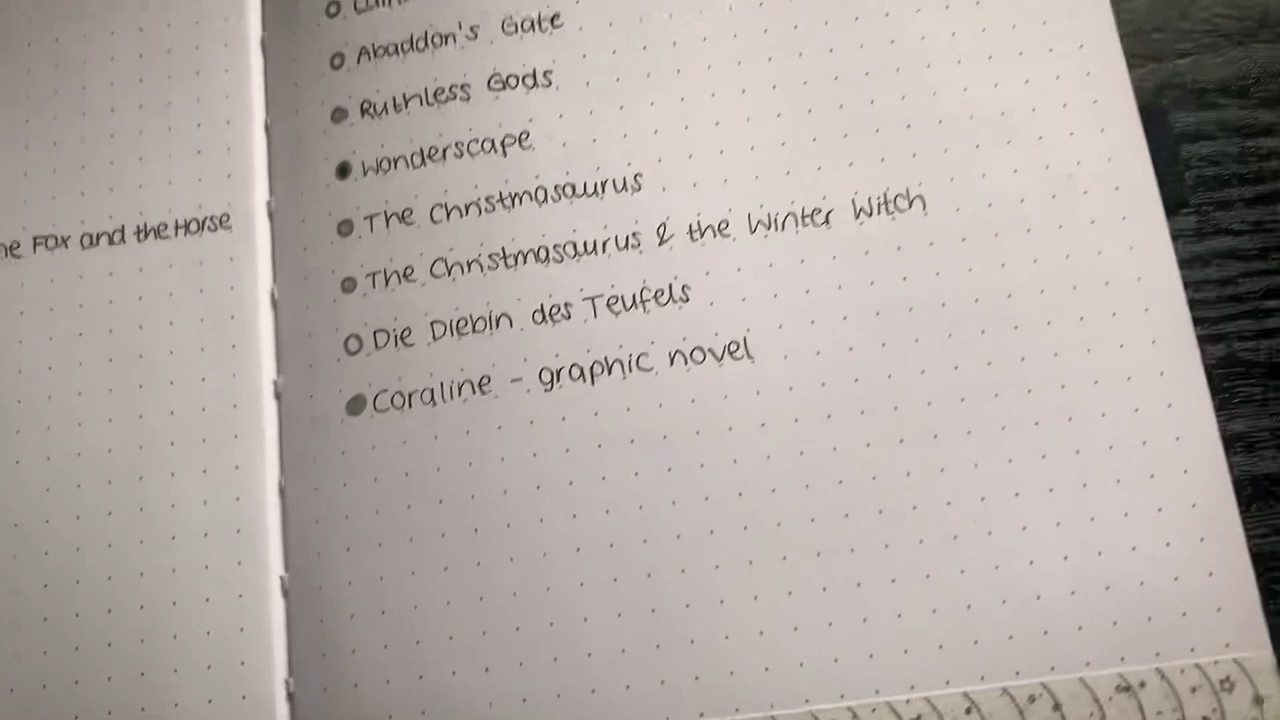 Fox and the Horse
Abaddon's Gate
Ruthless Gods
Wonderscape
The Christmasaurus
The Christmasaurus & the Winter Witch
Die Diebin des Teufels
Coraline - graphic novel